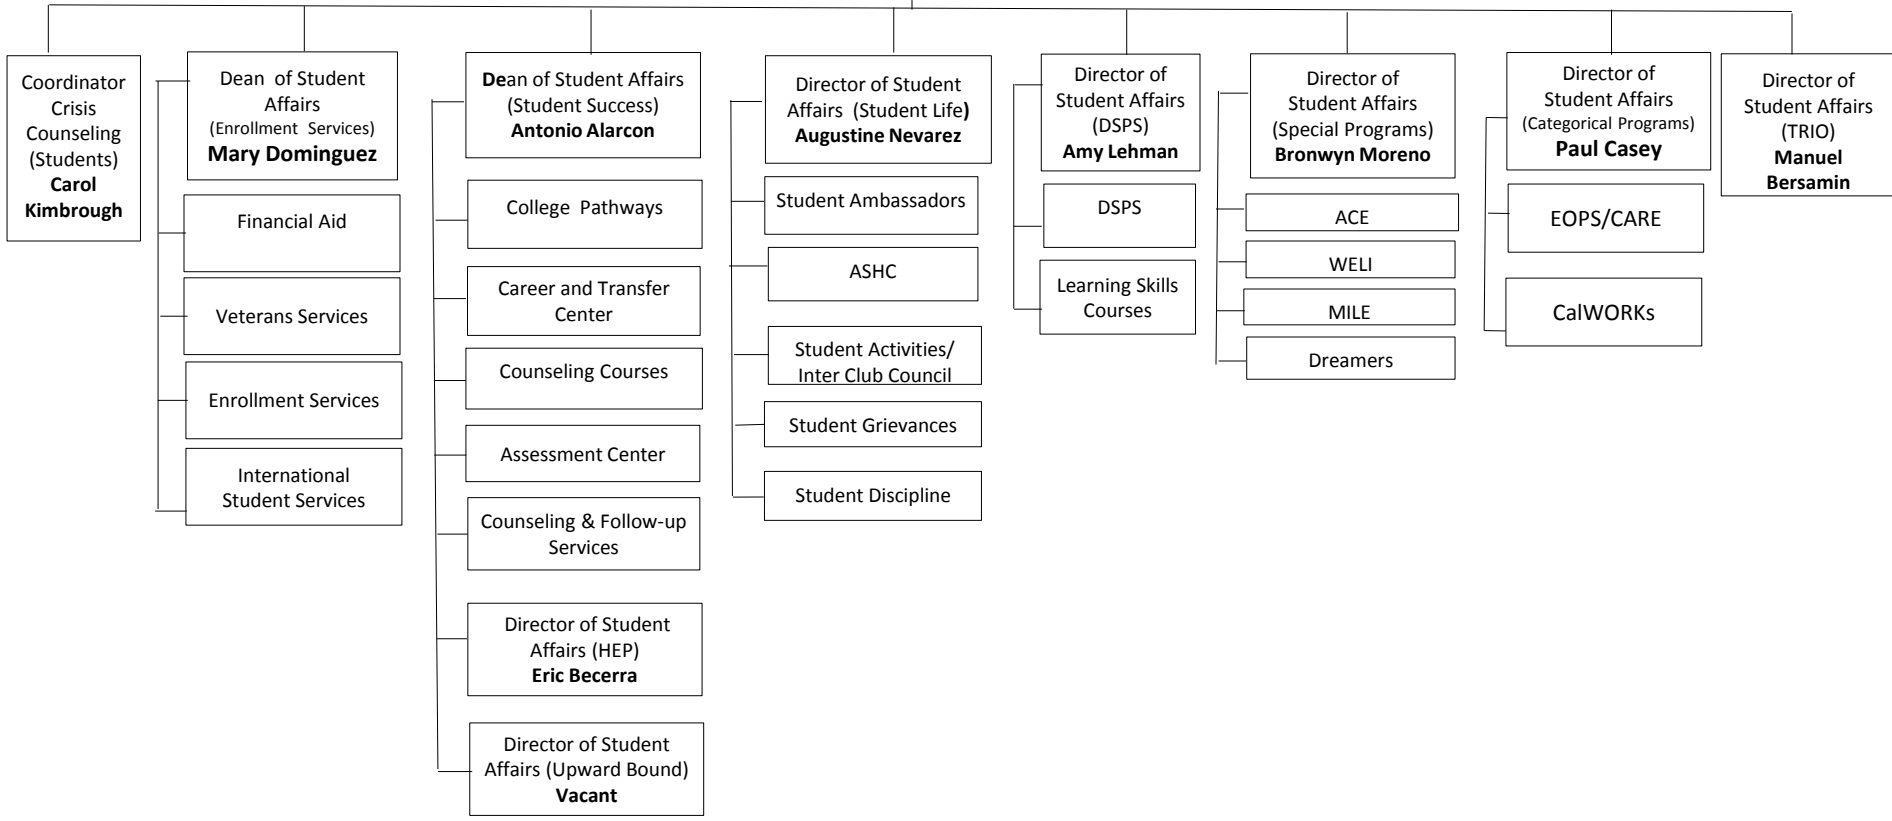 Coordinator
Crisis
Counseling
(Students)
Carol
Kimbrough
Dean of Student
Affairs
(Enrollment Services)
Mary Dominguez
Financial Aid
Veterans Services
Enrollment Services
International
Student Services
Dean of Student Affairs
(Student Success)
Antonio Alarcon
College Pathways
Career and Transfer
Center
Counseling Courses
Assessment Center
Counseling & Follow-up
Services
Director of Student
Affairs (HEP)
Eric Becerra
Director of Student
Affairs (Upward Bound)
Vacant
Director of Student
Affairs (Student Life)
Augustine Nevarez
Student Ambassadors
ASHC
Student Activities/
Inter Club Council
Student Grievances
Student Discipline
Director of
Student Affairs
(DSPS)
Amy Lehman
DSPS
Learning Skills
Courses
Director of
Student Affairs
(Special Programs)
Bronwyn Moreno
ACE
WELI
MILE
Dreamers
Director of
Student Affairs
(Categorical Programs)
Paul Casey
EOPS/CARE
CalWORKs
Director of
Student Affairs
(TRIO)
Manuel
Bersamin